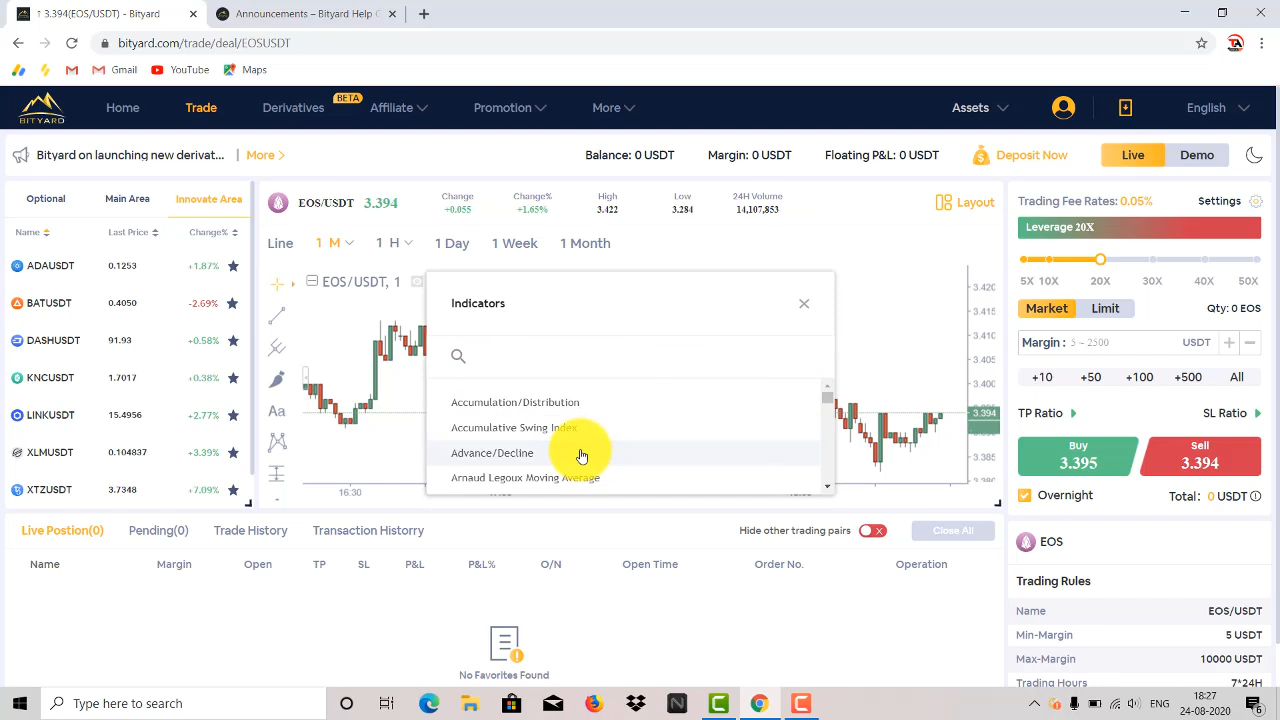 ↑ 3.394(EOS/USDT) | Bityard
Announcements – Bityard Help C
bityard.com/trade/deal/EOSUSDT
Gmail YouTube Maps
BITYARD Home Trade Derivatives BETA Affiliate Promotion More Assets English
Bityard on launching new derivat... More > Balance: 0 USDT Margin: 0 USDT Floating P&L: 0 USDT Deposit Now Live Demo
Optional Main Area Innovate Area
Name Last Price Change%
ADAUSDT 0.1253 +1.87%
BATUSDT 0.4050 -2.69%
DASHUSDT 91.93 +0.58%
KNCUSDT 1.7017 +0.38%
LINKUSDT 15.4956 +2.77%
XLMUSDT 0.104380 +3.39%
XTZUSDT 3.7348 +7.09%
EOS/USDT 3.394
Change Change% High Low 24H Volume
+0.055 +1.65% 3.422 3.284 14,107,853
Layout
Line 1 M 1 H 1 Day 1 Week 1 Month
EOS/USDT, 1
Aa
Indicators
Accumulation/Distribution
Accumulative Swing Index
Advance/Decline
Arnaud Legoux Moving Average
3.420
3.415
3.410
3.405
3.400
3.394
3.385
3.380
16:30
Trading Fee Rates: 0.05% Settings
Leverage 20X
5X 10X 20X 30X 40X 50X
Market Limit Qty: 0 EOS
Margin: 5 ~ 2500 USDT
+10 +50 +100 +500 All
TP Ratio SL Ratio
Buy Sell
3.395 3.394
Overnight Total: 0 USDT
Live Postion(0) Pending(0) Trade History Transaction Historry Hide other trading pairs Close All
Name Margin Open TP SL P&L P&L% O/N Open Time Order No. Operation
No Favorites Found
EOS
Trading Rules
Name EOS/USDT
Min-Margin 5 USDT
Max-Margin 10000 USDT
Trading Hours 7*24H
Type here to search
18:27
24-08-2020
6